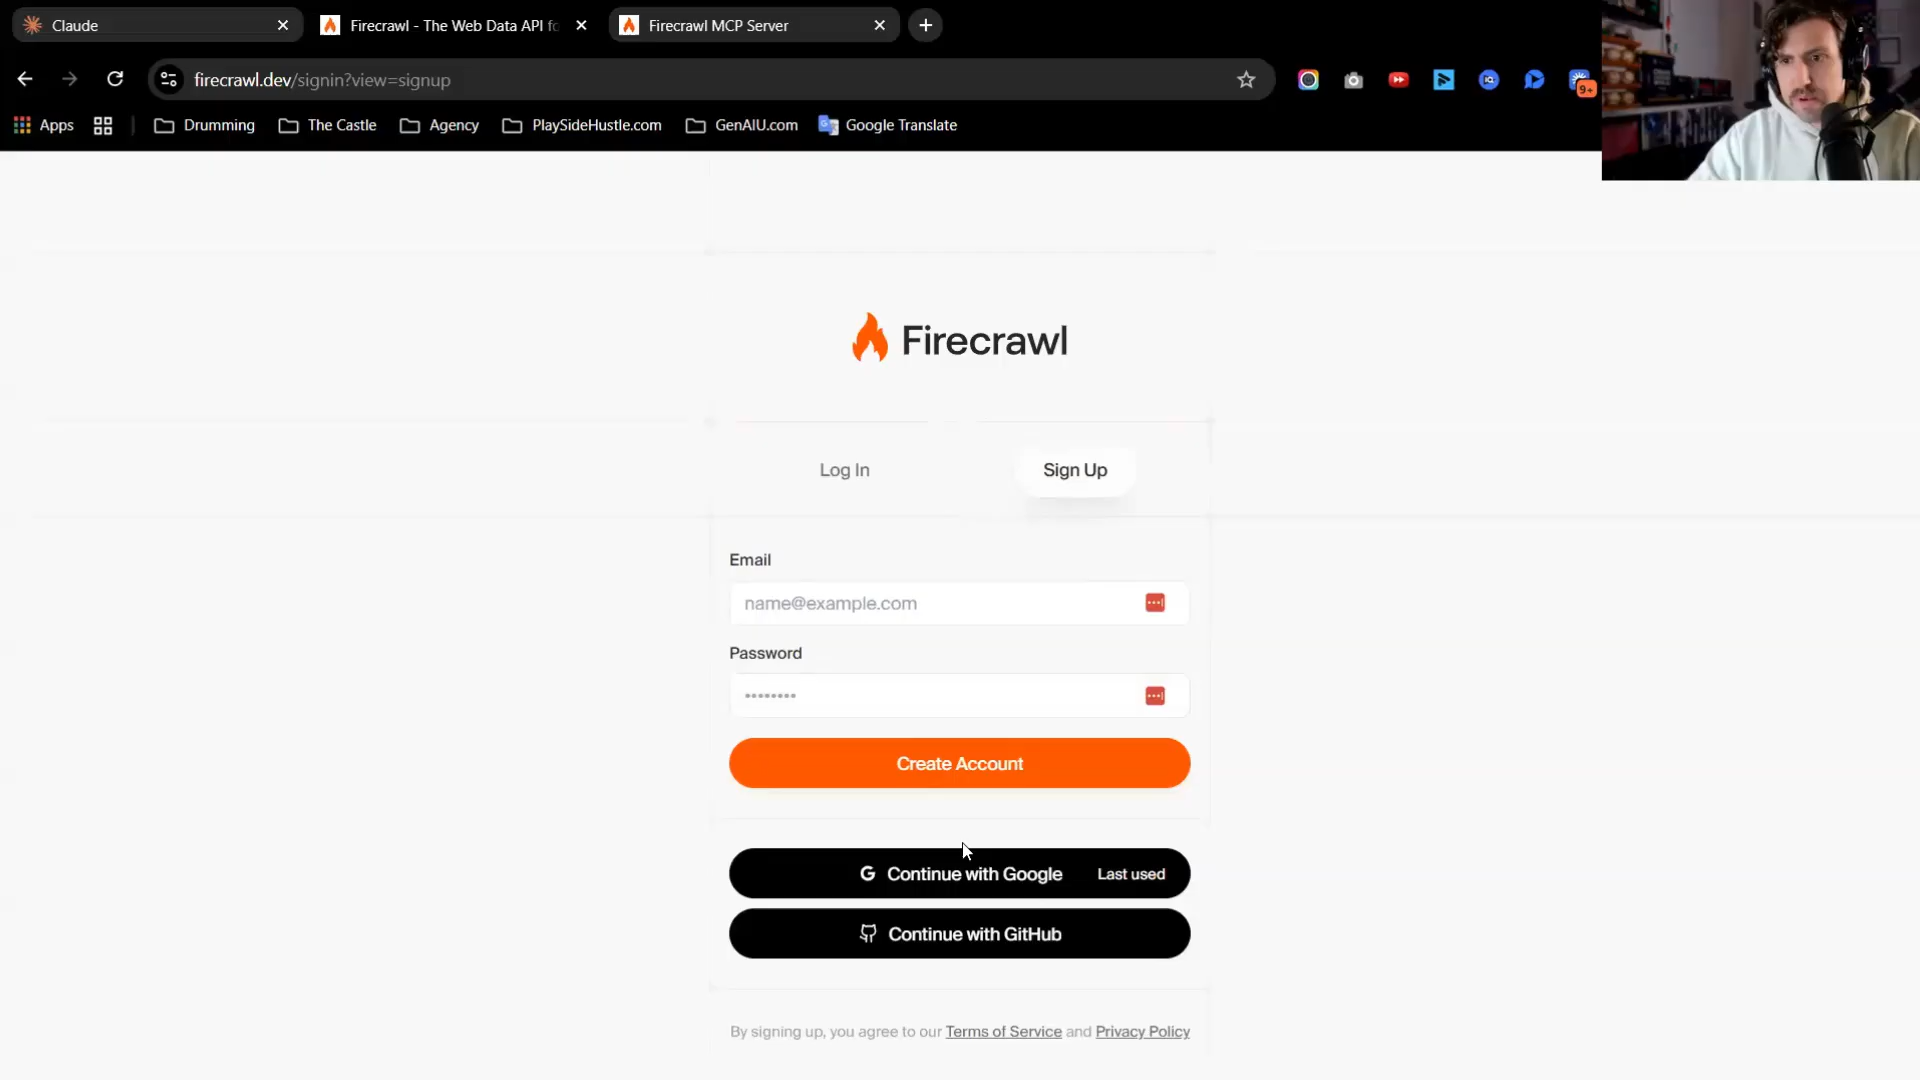 Claude
Firecrawl - The Web Data API fo
Firecrawl MCP Server
firecrawl.dev/signin?view=signup
9+
Apps
Drumming
The Castle
Agency
PlaySideHustle.com
GenAIU.com
Google Translate
Firecrawl
Log In
Sign Up
Email
name@example.com
Password
••••••••
Create Account
Continue with Google
Last used
Continue with GitHub
By signing up, you agree to our Terms of Service and Privacy Policy